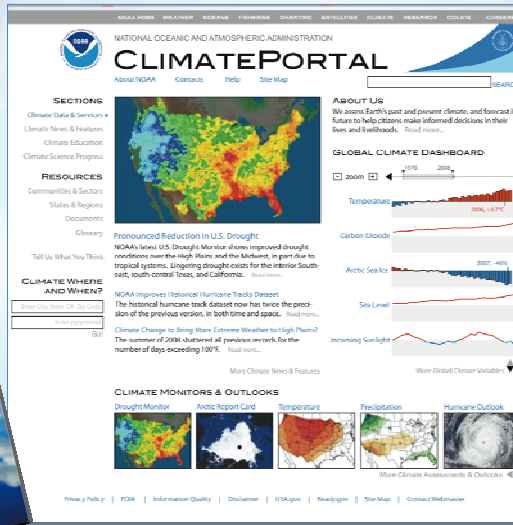 NOAA HOME WEATHER OCEANS FISHERIES CHARTING SATELLITES CLIMATE RESEARCH COASTS CAREERS
NOAA
NATIONAL OCEANIC AND ATMOSPHERIC ADMINISTRATION
CLIMATEPORTAL
About NOAA Contacts Help Site Map
SEARCH
SECTIONS
Climate Data & Services
Climate News & Features
Climate Education
Climate Science Progress
RESOURCES
Communities & Sectors
States & Regions
Documents
Glossary
Tell Us What You Think
CLIMATE WHERE
AND WHEN?
Enter City, State OR Zip Code
Enter yyyymmdd
Go!
Pronounced Reduction in U.S. Drought
NOAA's latest U.S. Drought Monitor shows improved drought
conditions over the High Plains and the Midwest, in part due to
tropical systems. Lingering drought exists for the interior South-
east, south central Texas, and California. Read more...
NOAA Improves Historical Hurricane Tracks Dataset
The historical hurricane track dataset now has twice the preci-
sion of the previous version, in both time and space. Read more...
Climate Change to Bring More Extreme Weather to High Plains?
The summer of 2008 shattered all previous records for the
number of days exceeding 100°F. Read more...
More Climate News & Features
ABOUT US
We assess Earth's past and present climate, and forecast i
future to help citizens make informed decisions in their
lives and livelihoods. Read more...
GLOBAL CLIMATE DASHBOARD
zoom
1970 2008
Temperature
Carbon Dioxide
Arctic Sea Ice
2007, -40%
Sea Level
Incoming Sunlight
More Global Climate Variables
CLIMATE MONITORS & OUTLOOKS
Drought Monitor Arctic Report Card Temperature Precipitation Hurricane Outlook
More Climate Assessments & Outlooks
Privacy Policy | FOIA | Information Quality | Disclaimer | USA.gov | Ready.gov | Site Map | Contact Webmaster